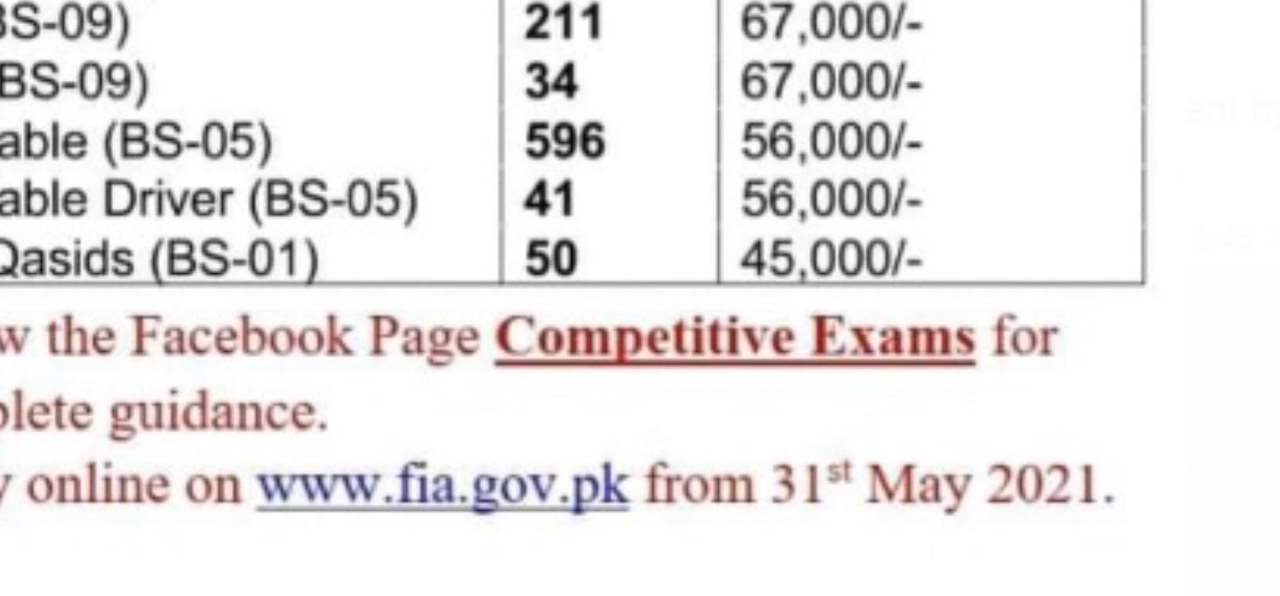 BS-09) 211 67,000/-
BS-09) 34 67,000/-
able (BS-05) 596 56,000/-
able Driver (BS-05) 41 56,000/-
Qasids (BS-01) 50 45,000/-
w the Facebook Page Competitive Exams for
plete guidance.
y online on www.fia.gov.pk from 31st May 2021.